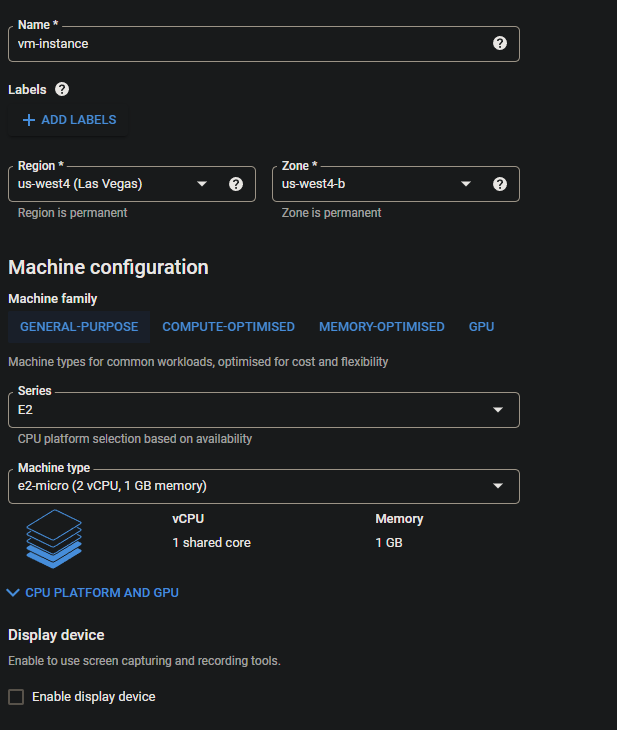 Name *
vm-instance
Labels
ADD LABELS
Region * Zone *
us-west4 (Las Vegas) us-west4-b
Region is permanent Zone is permanent
Machine configuration
Machine family
GENERAL-PURPOSE COMPUTE-OPTIMISED MEMORY-OPTIMISED GPU
Machine types for common workloads, optimised for cost and flexibility
Series
E2
CPU platform selection based on availability
Machine type
e2-micro (2 vCPU, 1 GB memory)
vCPU Memory
1 shared core 1 GB
CPU PLATFORM AND GPU
Display device
Enable to use screen capturing and recording tools.
Enable display device